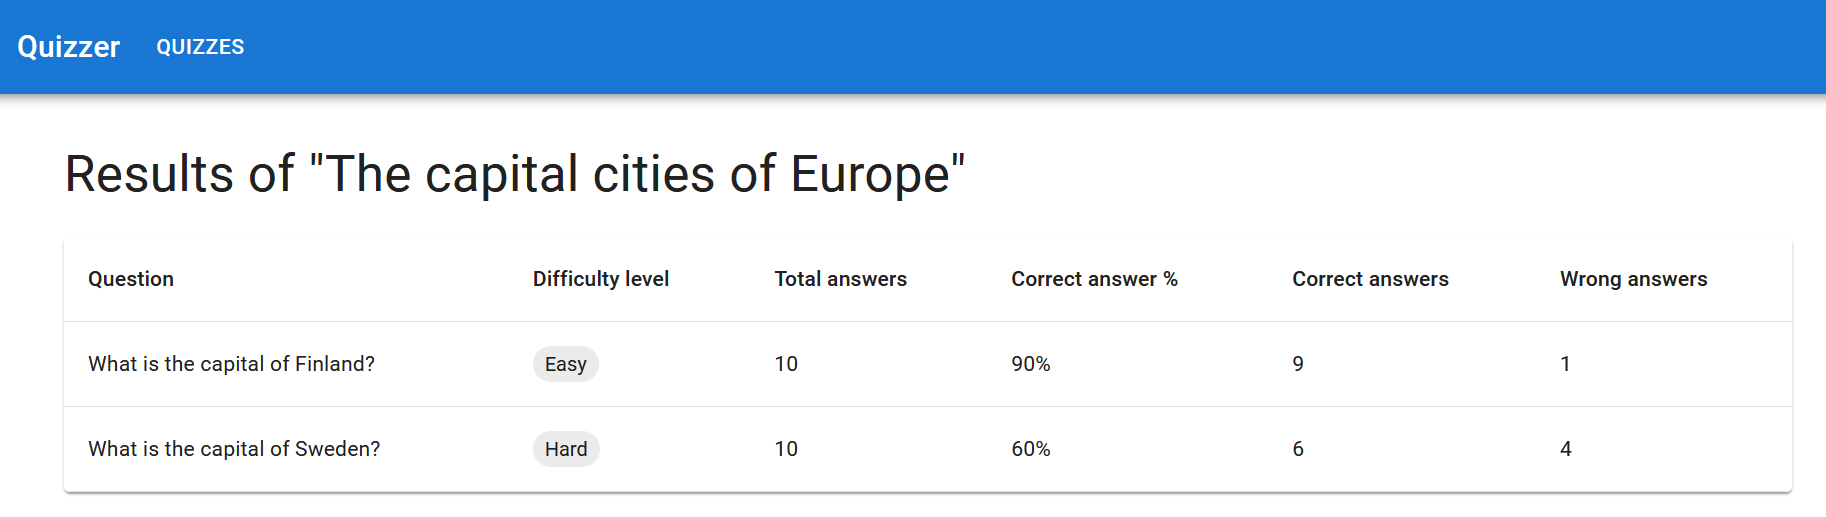 Quizzer QUIZZES
Results of "The capital cities of Europe"
Question Difficulty level Total answers Correct answer % Correct answers Wrong answers
What is the capital of Finland? Easy 10 90% 9 1
What is the capital of Sweden? Hard 10 60% 6 4